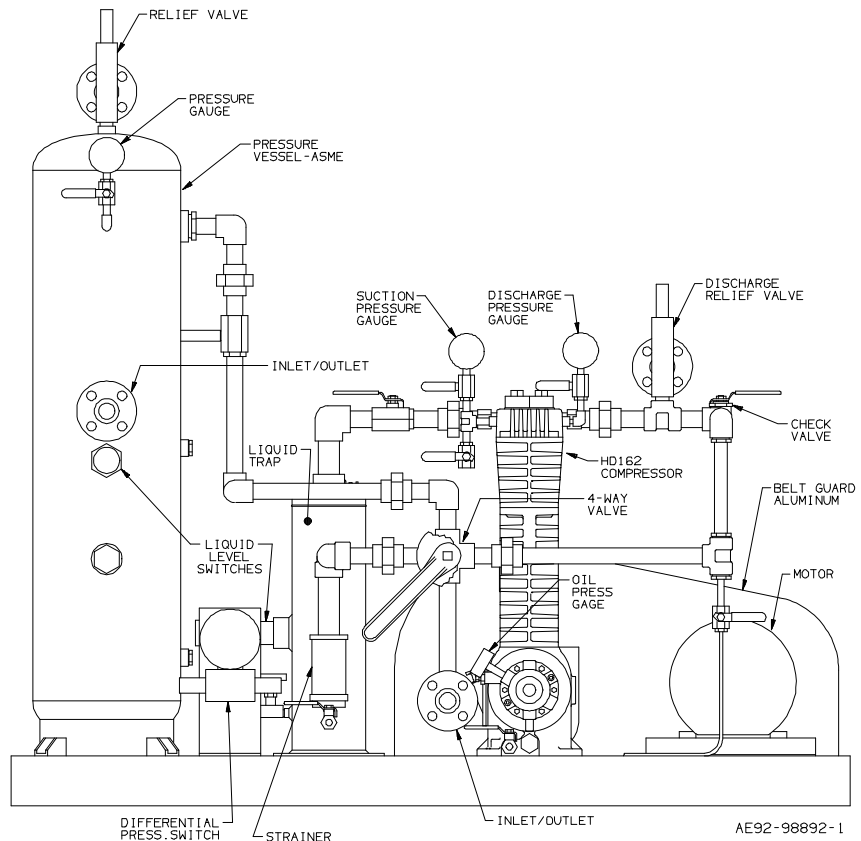 RELIEF VALVE
PRESSURE
GAUGE
PRESSURE
VESSEL-ASME
SUCTION
PRESSURE
GAUGE
DISCHARGE
PRESSURE
GAUGE
DISCHARGE
RELIEF VALVE
INLET/OUTLET
CHECK
VALVE
LIQUID
TRAP
HD162
COMPRESSOR
4-WAY
VALVE
BELT GUARD
ALUMINUM
LIQUID
LEVEL
SWITCHES
OIL
PRESS
GAGE
MOTOR
DIFFERENTIAL
PRESS.SWITCH
STRAINER
INLET/OUTLET
AE92-98892-1